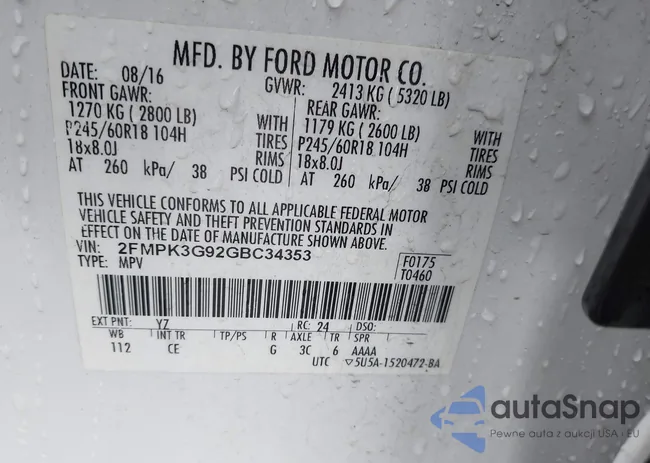 MFD. BY FORD MOTOR CO.
DATE: 08/16 GVWR: 2413 KG ( 5320 LB)
FRONT GAWR: REAR GAWR:
1270 KG ( 2800 LB) WITH 1179 KG ( 2600 LB) WITH
P245/60R18 104H TIRES P245/60R18 104H TIRES
18x8.0J RIMS 18x8.0J RIMS
AT 260 kPa/ 38 PSI COLD AT 260 kPa/ 38 PSI COLD
THIS VEHICLE CONFORMS TO ALL APPLICABLE FEDERAL MOTOR
VEHICLE SAFETY AND THEFT PREVENTION STANDARDS IN
EFFECT ON THE DATE OF MANUFACTURE SHOWN ABOVE.
VIN: 2FMPK3G92GBC34353 F0175
TYPE: MPV T0460
EXT PNT: YZ RC: 24 DSO:
WB INT TR TP/PS R AXLE TR SPR
112 CE G 3C 6 AAAA
UTC ▽5U5A-1520472-BA
autoSnap
Pewne auta z aukcji USA i EU